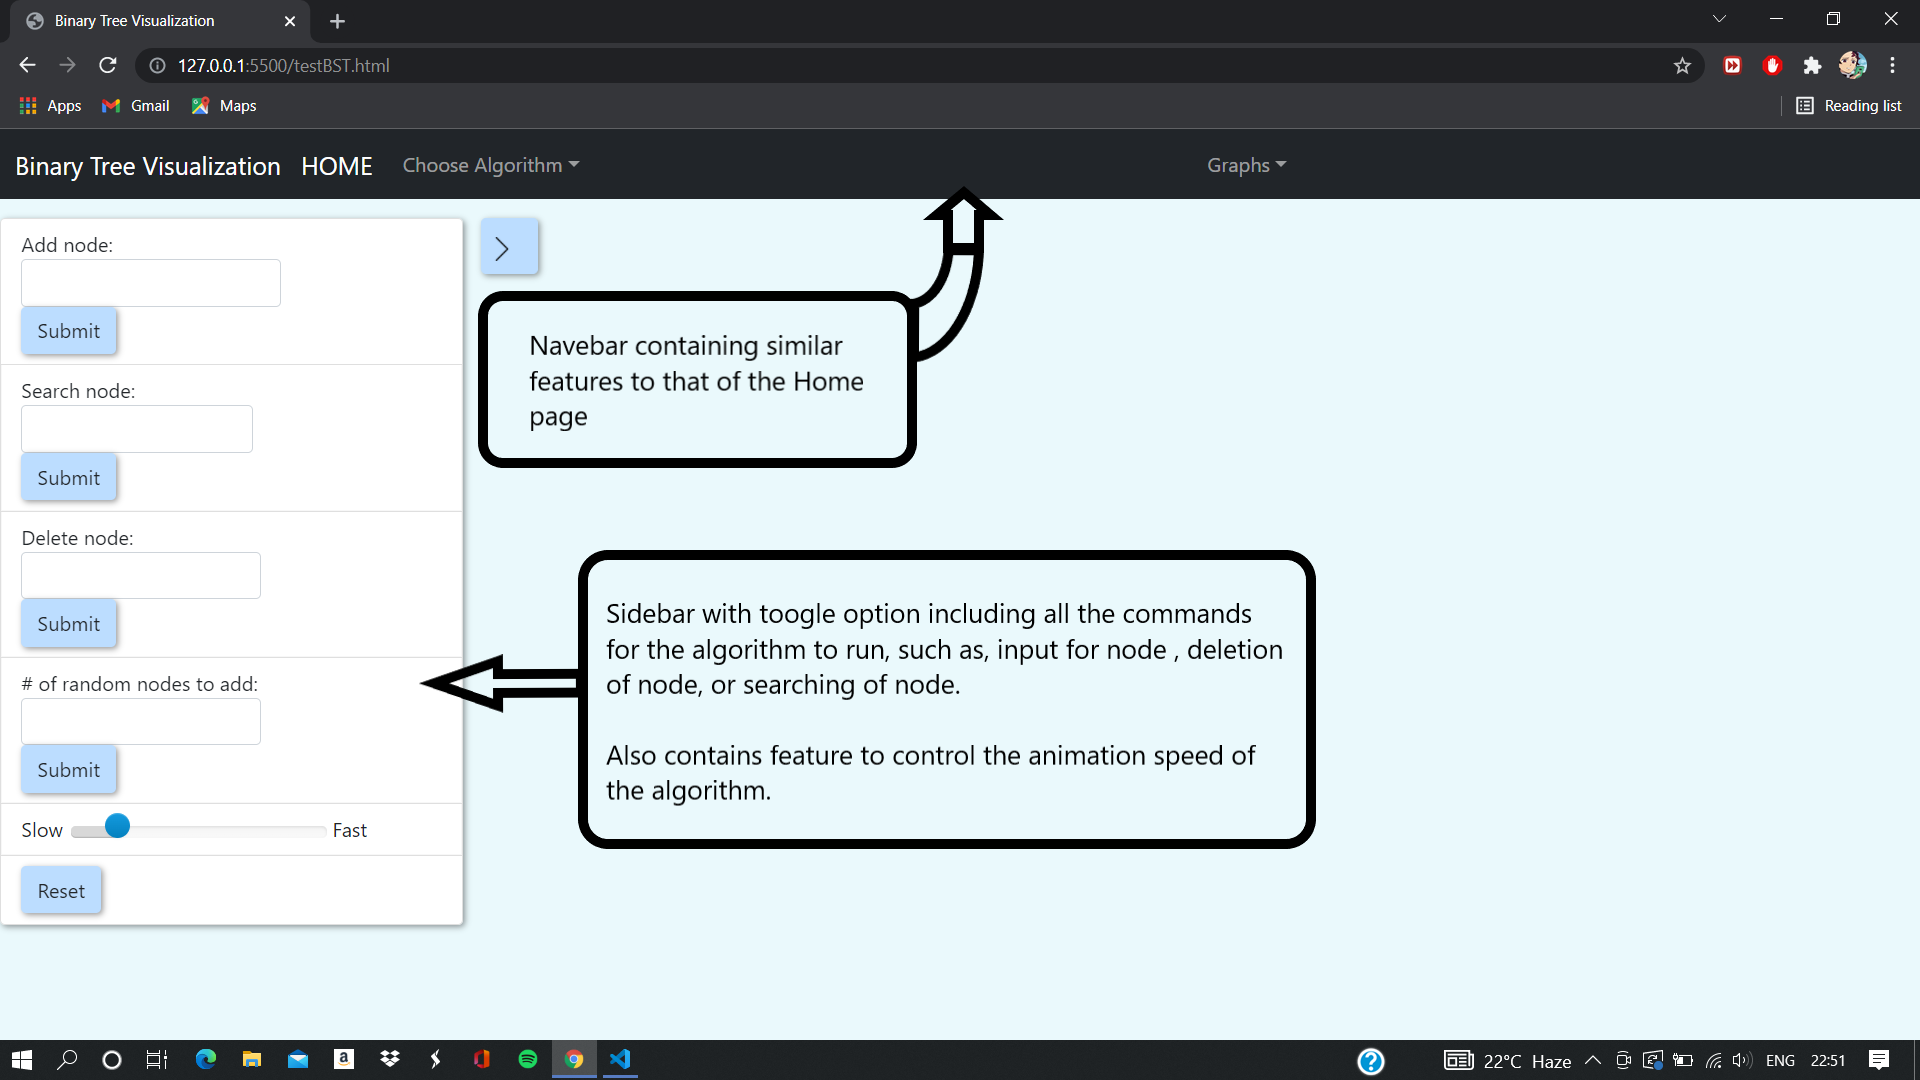 Binary Tree Visualization
127.0.0.1:5500/testBST.html
Apps Gmail Maps Reading list
Binary Tree Visualization HOME Choose Algorithm Graphs
Add node:
Submit
Search node:
Submit
Delete node:
Submit
# of random nodes to add:
Submit
Slow Fast
Reset
Navebar containing similar
features to that of the Home
page
Sidebar with toogle option including all the commands
for the algorithm to run, such as, input for node , deletion
of node, or searching of node.
Also contains feature to control the animation speed of
the algorithm.
22°C Haze ENG 22:51